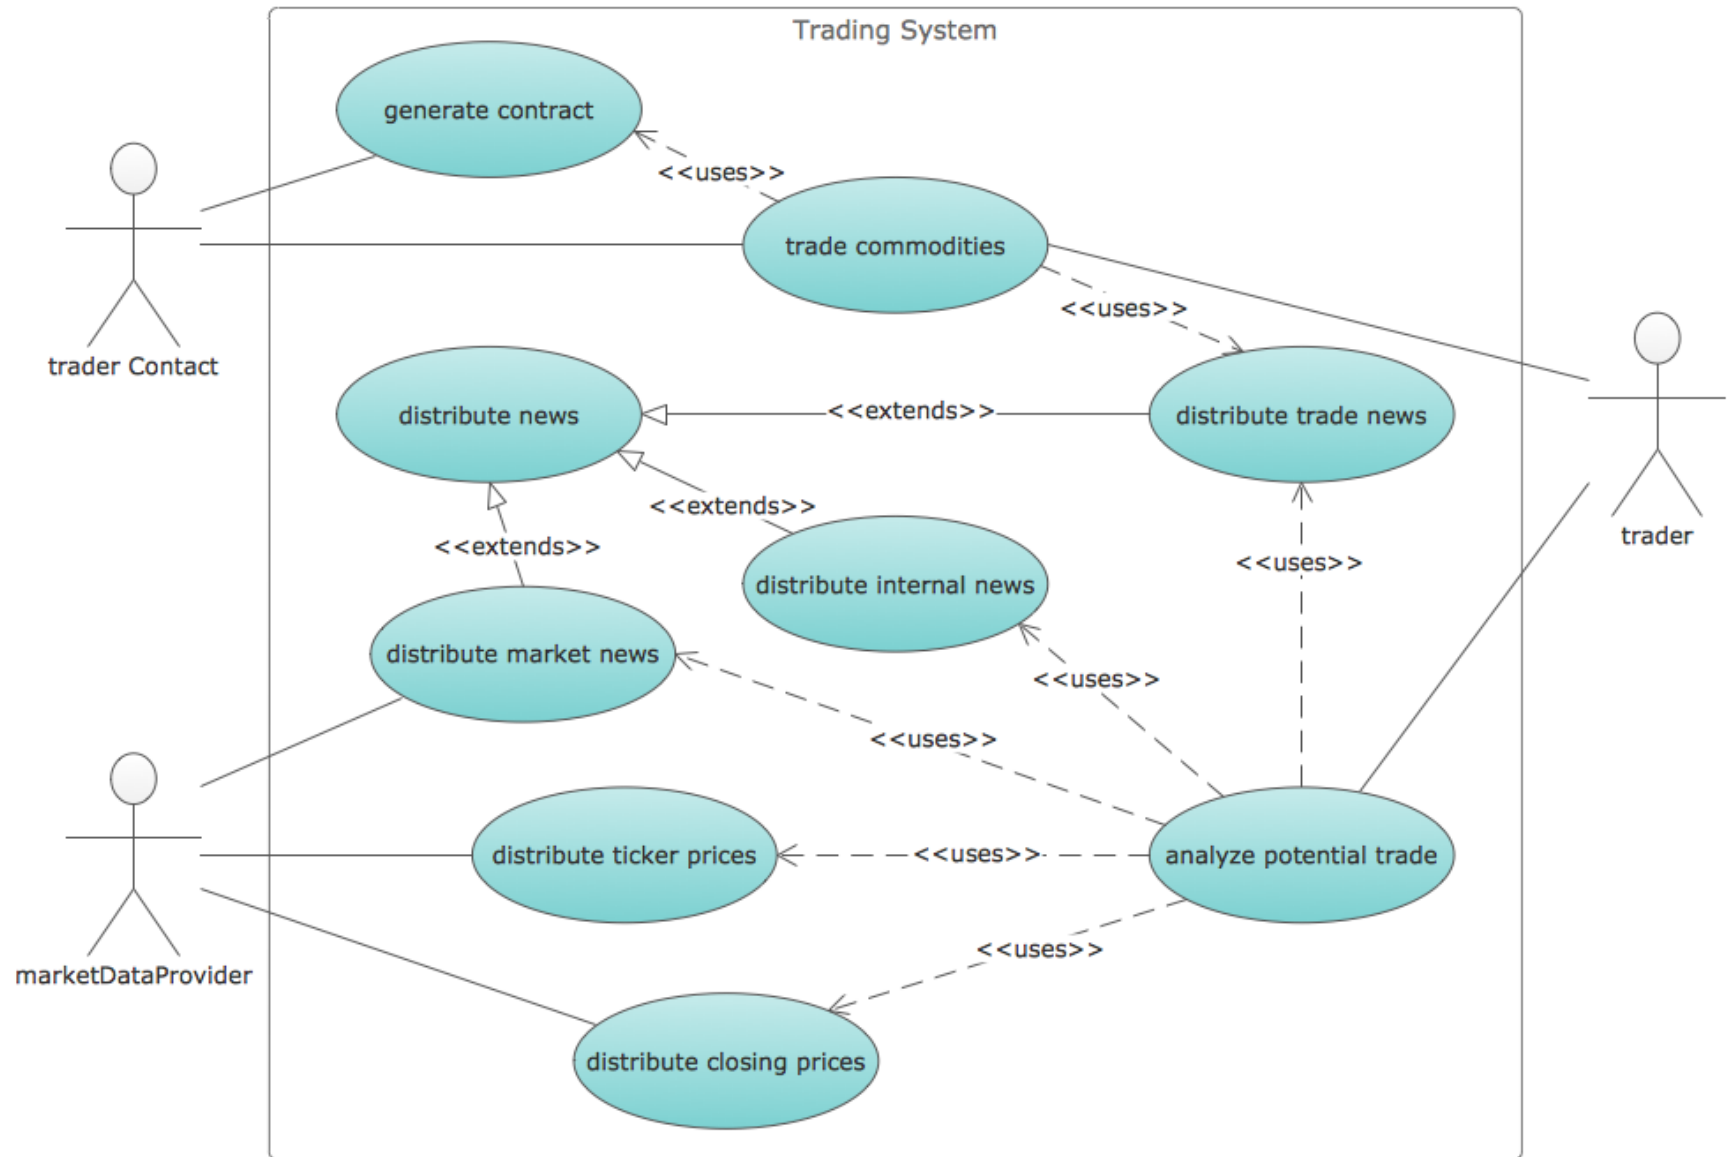 Trading System
generate contract
<<uses>>
trade commodities
<<uses>>
trader Contact
distribute news
<<extends>>
distribute trade news
<<extends>>
<<extends>>
trader
<<uses>>
distribute internal news
distribute market news
<<uses>>
<<uses>>
distribute ticker prices
<<uses>>
analyze potential trade
<<uses>>
marketDataProvider
distribute closing prices